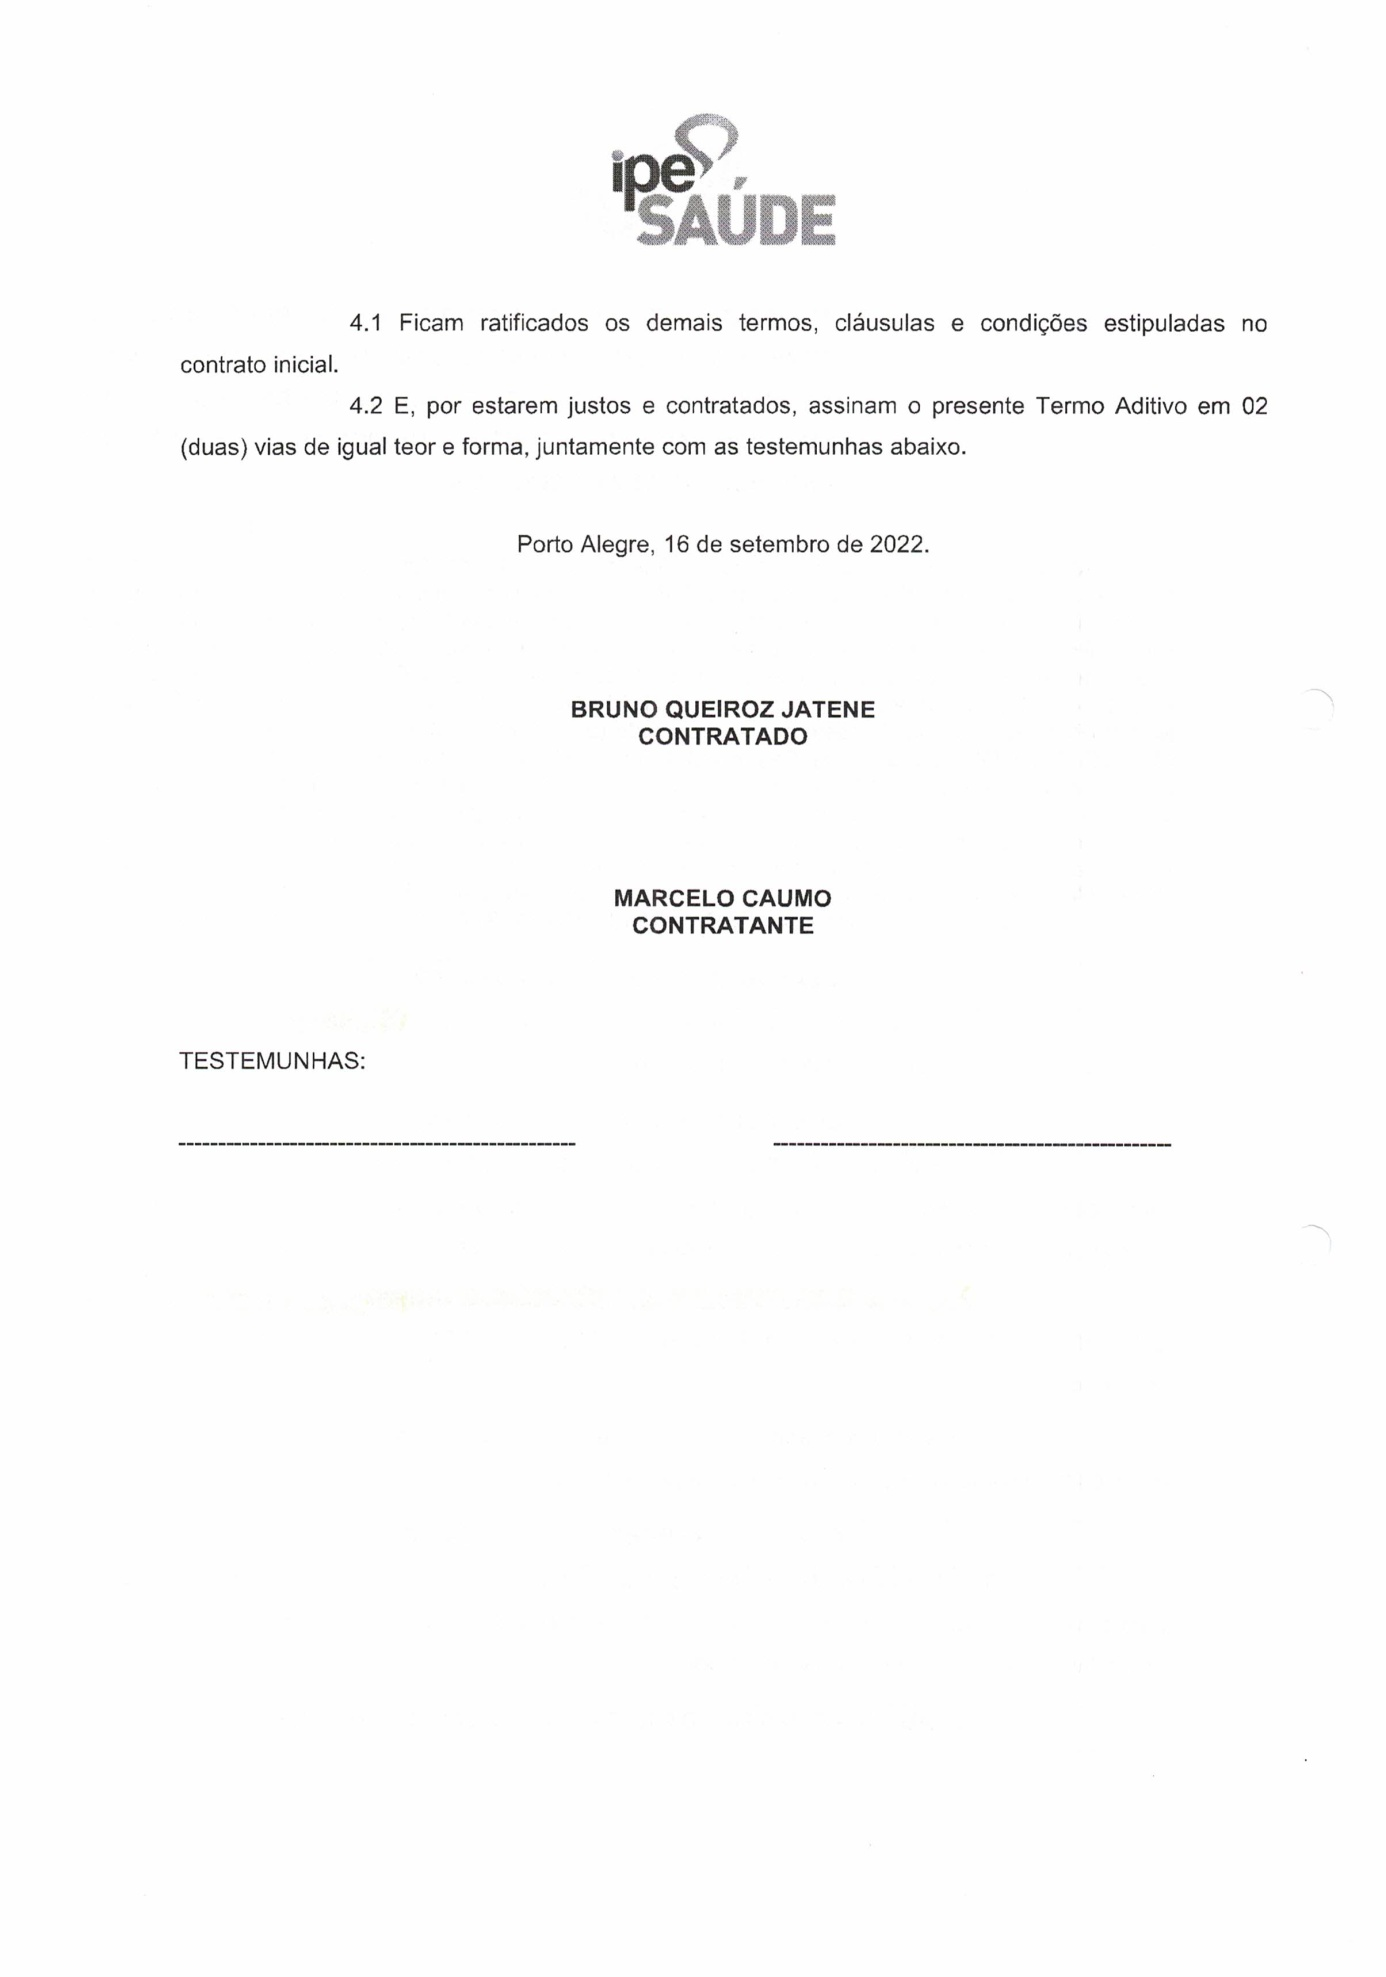 ipe
SAÚDE
4.1 Ficam ratificados os demais termos, cláusulas e condições estipuladas no
contrato inicial.
4.2 E, por estarem justos e contratados, assinam o presente Termo Aditivo em 02
(duas) vias de igual teor e forma, juntamente com as testemunhas abaixo.
Porto Alegre, 16 de setembro de 2022.
BRUNO QUEIROZ JATENE
CONTRATADO
MARCELO CAUMO
CONTRATANTE
TESTEMUNHAS: